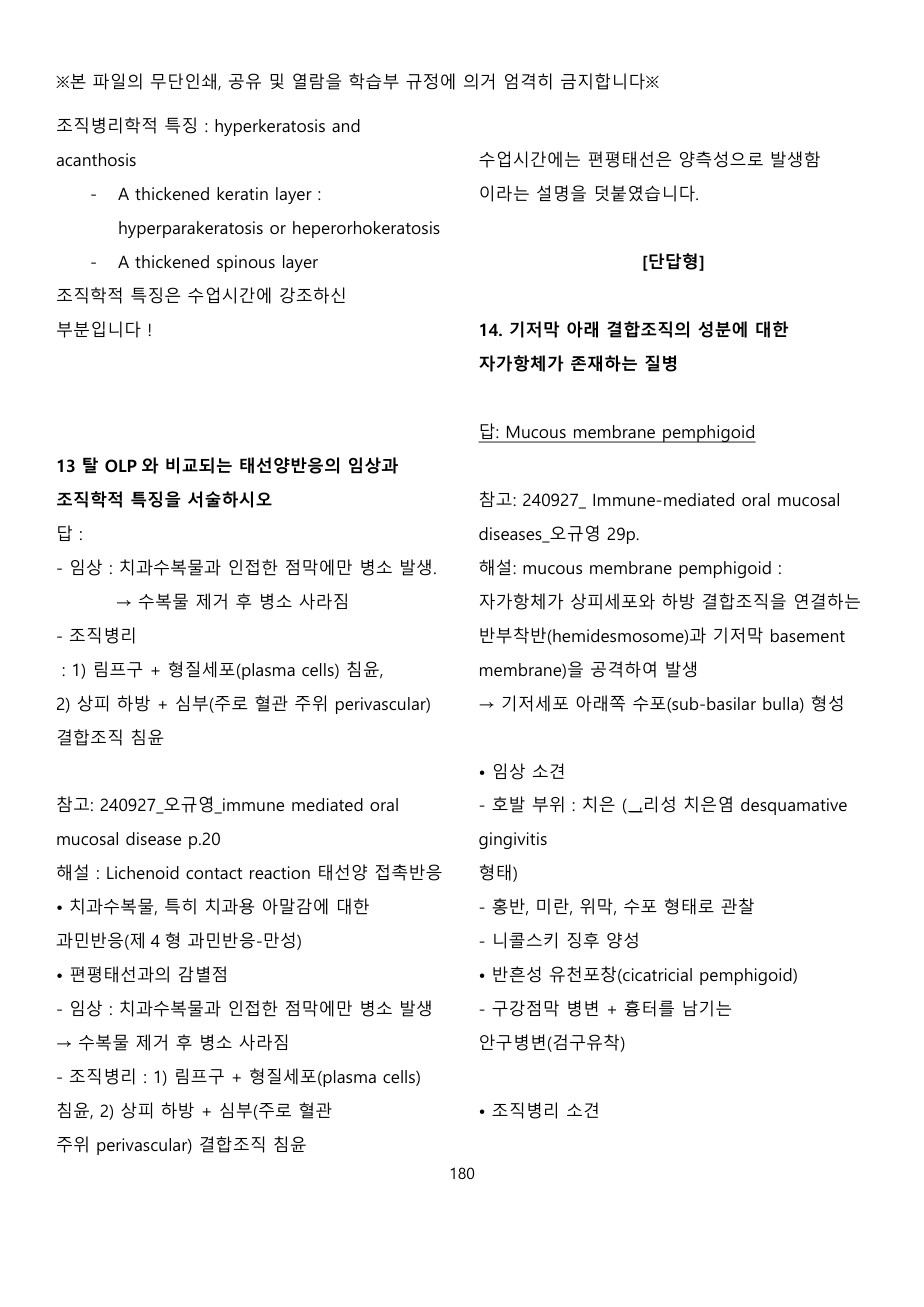 ※본 파일의 무단인쇄, 공유 및 열람을 학습부 규정에 의거 엄격히 금지합니다※
조직병리학적 특징 : hyperkeratosis and
acanthosis
- A thickened keratin layer :
hyperparakeratosis or heperorhokeratosis
- A thickened spinous layer
조직학적 특징은 수업시간에 강조하신
부분입니다 !
13 탈 OLP 와 비교되는 태선양반응의 임상과
조직학적 특징을 서술하시오
답 :
- 임상 : 치과수복물과 인접한 점막에만 병소 발생.
→ 수복물 제거 후 병소 사라짐
- 조직병리
: 1) 림프구 + 형질세포(plasma cells) 침윤,
2) 상피 하방 + 심부(주로 혈관 주위 perivascular)
결합조직 침윤
참고: 240927_오규영_immune mediated oral
mucosal disease p.20
해설 : Lichenoid contact reaction 태선양 접촉반응
• 치과수복물, 특히 치과용 아말감에 대한
과민반응(제 4 형 과민반응-만성)
• 편평태선과의 감별점
- 임상 : 치과수복물과 인접한 점막에만 병소 발생
→ 수복물 제거 후 병소 사라짐
- 조직병리 : 1) 림프구 + 형질세포(plasma cells)
침윤, 2) 상피 하방 + 심부(주로 혈관
주위 perivascular) 결합조직 침윤
수업시간에는 편평태선은 양측성으로 발생함
이라는 설명을 덧붙였습니다.
[단답형]
14. 기저막 아래 결합조직의 성분에 대한
자가항체가 존재하는 질병
답: Mucous membrane pemphigoid
참고: 240927_ Immune-mediated oral mucosal
diseases_오규영 29p.
해설: mucous membrane pemphigoid :
자가항체가 상피세포와 하방 결합조직을 연결하는
반부착반(hemidesmosome)과 기저막 basement
membrane)을 공격하여 발생
→ 기저세포 아래쪽 수포(sub-basilar bulla) 형성
• 임상 소견
- 호발 부위 : 치은 (리성 치은염 desquamative
gingivitis
형태)
- 홍반, 미란, 위막, 수포 형태로 관찰
- 니콜스키 징후 양성
• 반흔성 유천포창(cicatricial pemphigoid)
- 구강점막 병변 + 흉터를 남기는
안구병변(검구유착)
• 조직병리 소견
180